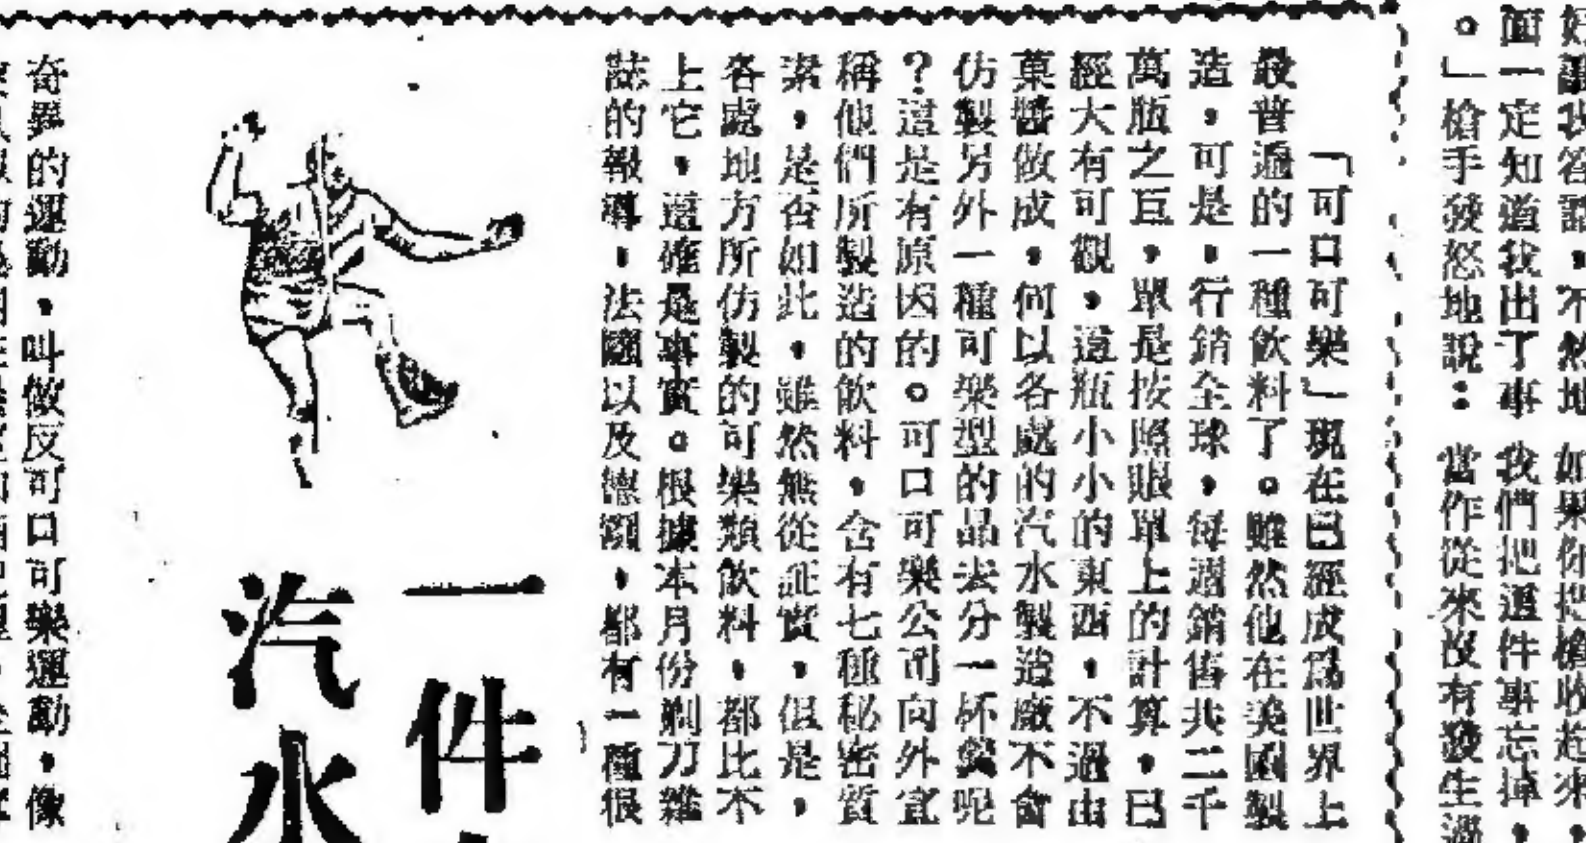 好讓我答話,不然地 如果你把槍收起來,
面一定知道我出了事 我們把這件事忘掉,
。」槍手發怒地說: 當作從來沒有發生過
「可口可樂」現在已經成爲世界上
最普遍的一種飲料了。雖然他在美國製
造,可是,行銷全球,每週銷售共二千
萬瓶之巨,單是按照賬單上的計算,已
經大有可觀,這瓶小小的東西,不過由
菓醬做成,何以各處的汽水製造廠不會
仿製另外一種可樂型的品去分一杯羹呢
?這是有原因的。可口可樂公司向外宣
稱他們所製造的飲料,含有七種秘密質
素,是否如此,雖然無從証實,但是,
各處地方所仿製的可樂類飲料,都比不
上它,這確是事實。根據本月份剃刀雜
誌的報導,法國以及德國,都有一種很
一件
汽水
奇異的運動,叫做反可口可樂運動,像